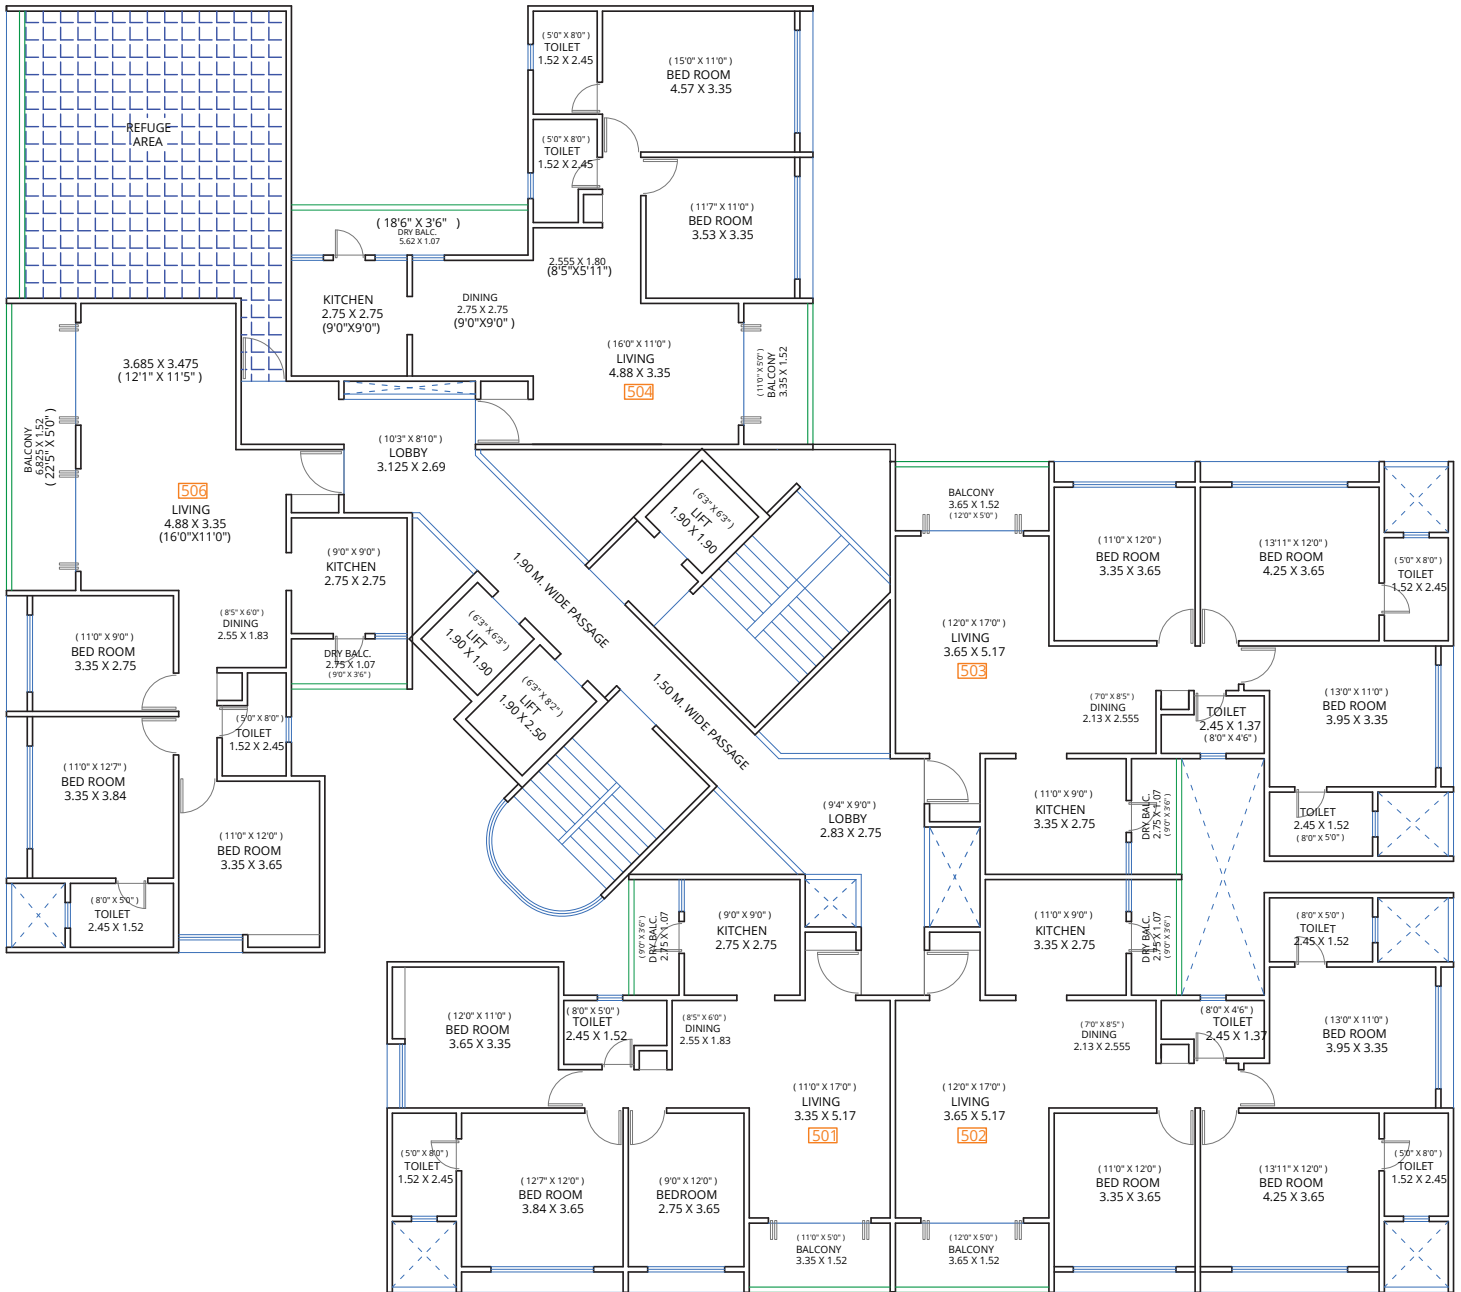 REFUGE
AREA
( 5'0" X 8'0" )
TOILET
1.52 X 2.45
( 15'0" X 11'0" )
BED ROOM
4.57 X 3.35
( 5'0" X 8'0" )
TOILET
1.52 X 2.45
( 11'7" X 11'0" )
BED ROOM
3.53 X 3.35
( 18'6" X 3'6" )
DRY BALC.
5.62 X 1.07
2.555 X 1.80
(8'5"X5'11")
KITCHEN
2.75 X 2.75
(9'0"X9'0")
DINING
2.75 X 2.75
(9'0"X9'0" )
( 16'0" X 11'0" )
LIVING
4.88 X 3.35
504
( 11'0" X 5'0" )
BALCONY
3.35 X 1.52
3.685 X 3.475
( 12'1" X 11'5" )
BALCONY
6.825 X 1.52
( 22'5" X 5'0" )
506
LIVING
4.88 X 3.35
(16'0"X11'0")
( 10'3" X 8'10" )
LOBBY
3.125 X 2.69
( 9'0" X 9'0" )
KITCHEN
2.75 X 2.75
( 8'5" X 6'0" )
DINING
2.55 X 1.83
DRY BALC.
2.75 X 1.07
( 9'0" X 3'6" )
( 11'0" X 9'0" )
BED ROOM
3.35 X 2.75
( 5'0" X 8'0" )
TOILET
1.52 X 2.45
( 11'0" X 12'7" )
BED ROOM
3.35 X 3.84
( 11'0" X 12'0" )
BED ROOM
3.35 X 3.65
( 8'0" X 5'0" )
TOILET
2.45 X 1.52
( 6'3" X 6'3" )
LIFT
1.90 X 1.90
( 6'3" X 6'3" )
LIFT
1.90 X 1.90
( 6'3" X 8'2" )
LIFT
1.90 X 2.50
1.90 M. WIDE PASSAGE
1.50 M. WIDE PASSAGE
( 9'4" X 9'0" )
LOBBY
2.83 X 2.75
BALCONY
3.65 X 1.52
( 12'0" X 5'0" )
( 11'0" X 12'0" )
BED ROOM
3.35 X 3.65
( 13'11" X 12'0" )
BED ROOM
4.25 X 3.65
( 5'0" X 8'0" )
TOILET
1.52 X 2.45
( 12'0" X 17'0" )
LIVING
3.65 X 5.17
503
( 7'0" X 8'5" )
DINING
2.13 X 2.555
TOILET
2.45 X 1.37
( 8'0" X 4'6" )
( 13'0" X 11'0" )
BED ROOM
3.95 X 3.35
( 11'0" X 9'0" )
KITCHEN
3.35 X 2.75
DRY BALC.
2.75 X 1.07
( 9'0" X 3'6" )
TOILET
2.45 X 1.52
( 8'0" X 5'0" )
( 9'0" X 3'6" )
DRY BALC.
2.75 X 1.07
( 9'0" X 9'0" )
KITCHEN
2.75 X 2.75
( 11'0" X 9'0" )
KITCHEN
3.35 X 2.75
DRY BALC.
2.75 X 1.07
( 9'0" X 3'6" )
( 8'0" X 5'0" )
TOILET
2.45 X 1.52
( 12'0" X 11'0" )
BED ROOM
3.65 X 3.35
( 8'0" X 5'0" )
TOILET
2.45 X 1.52
( 8'5" X 6'0" )
DINING
2.55 X 1.83
( 7'0" X 8'5" )
DINING
2.13 X 2.555
( 8'0" X 4'6" )
TOILET
2.45 X 1.37
( 13'0" X 11'0" )
BED ROOM
3.95 X 3.35
( 11'0" X 17'0" )
LIVING
3.35 X 5.17
501
( 12'0" X 17'0" )
LIVING
3.65 X 5.17
502
( 5'0" X 8'0" )
TOILET
1.52 X 2.45
( 12'7" X 12'0" )
BED ROOM
3.84 X 3.65
( 9'0" X 12'0" )
BEDROOM
2.75 X 3.65
( 11'0" X 12'0" )
BED ROOM
3.35 X 3.65
( 13'11" X 12'0" )
BED ROOM
4.25 X 3.65
( 5'0" X 8'0" )
TOILET
1.52 X 2.45
( 11'0" X 5'0" )
BALCONY
3.35 X 1.52
( 12'0" X 5'0" )
BALCONY
3.65 X 1.52